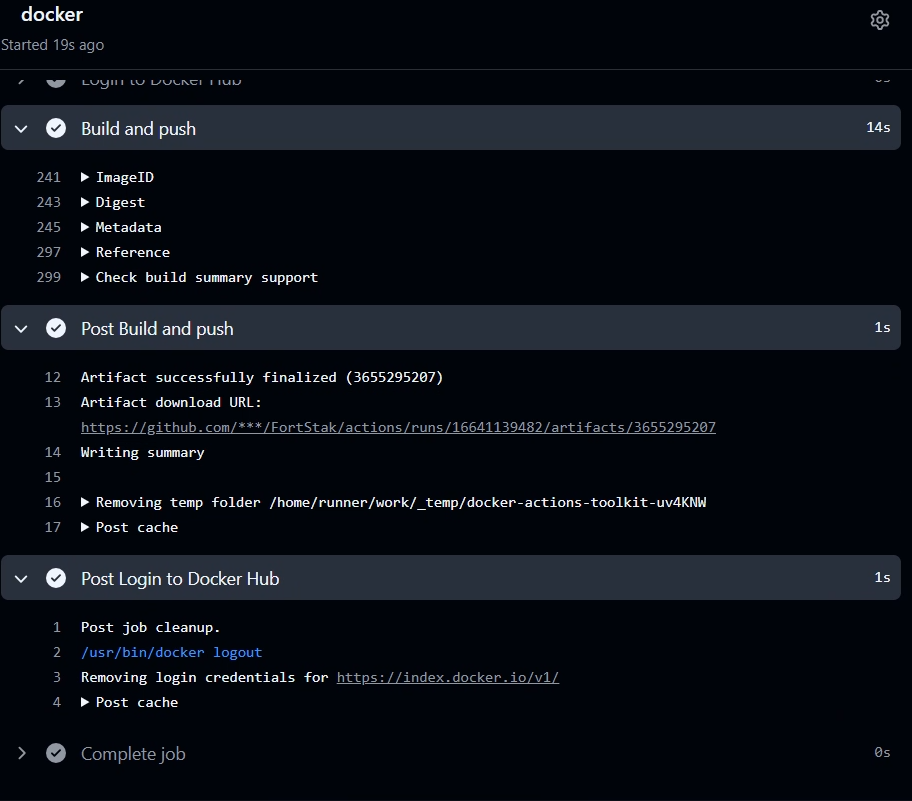 docker
Started 19s ago
Login to Docker Hub 0s
Build and push 14s
241 ImageID
243 Digest
245 Metadata
297 Reference
299 Check build summary support
Post Build and push 1s
12 Artifact successfully finalized (3655295207)
13 Artifact download URL:
https://github.com/***/FortStak/actions/runs/16641139482/artifacts/3655295207
14 Writing summary
15
16 Removing temp folder /home/runner/work/_temp/docker-actions-toolkit-uv4KNW
17 Post cache
Post Login to Docker Hub 1s
1 Post job cleanup.
2 /usr/bin/docker logout
3 Removing login credentials for https://index.docker.io/v1/
4 Post cache
Complete job 0s